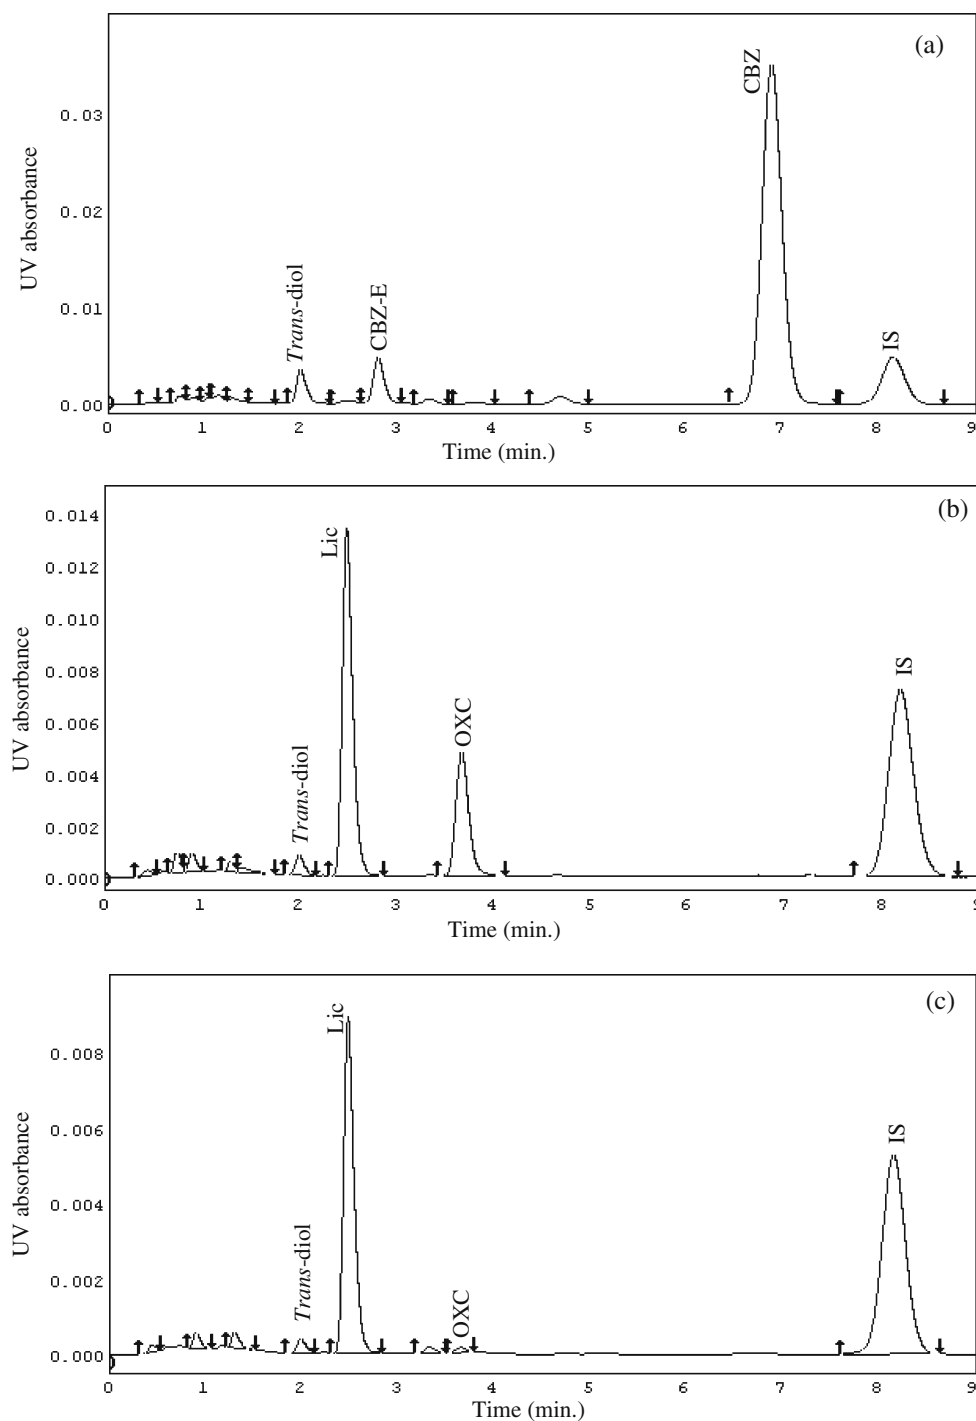 (a)
CBZ
0.03
UV absorbance
0.02
0.01
Trans-diol
CBZ-E
IS
0.00
0 1 2 3 4 5 6 7 8 9
Time (min.)
(b)
0.014
Lic
0.012
0.010
UV absorbance
0.008
IS
OXC
0.006
0.004
Trans-diol
0.002
0.000
0 1 2 3 4 5 6 7 8 9
Time (min.)
(c)
Lic
0.008
UV absorbance
0.006
IS
0.004
Trans-diol
0.002
OXC
0.000
0 1 2 3 4 5 6 7 8 9
Time (min.)